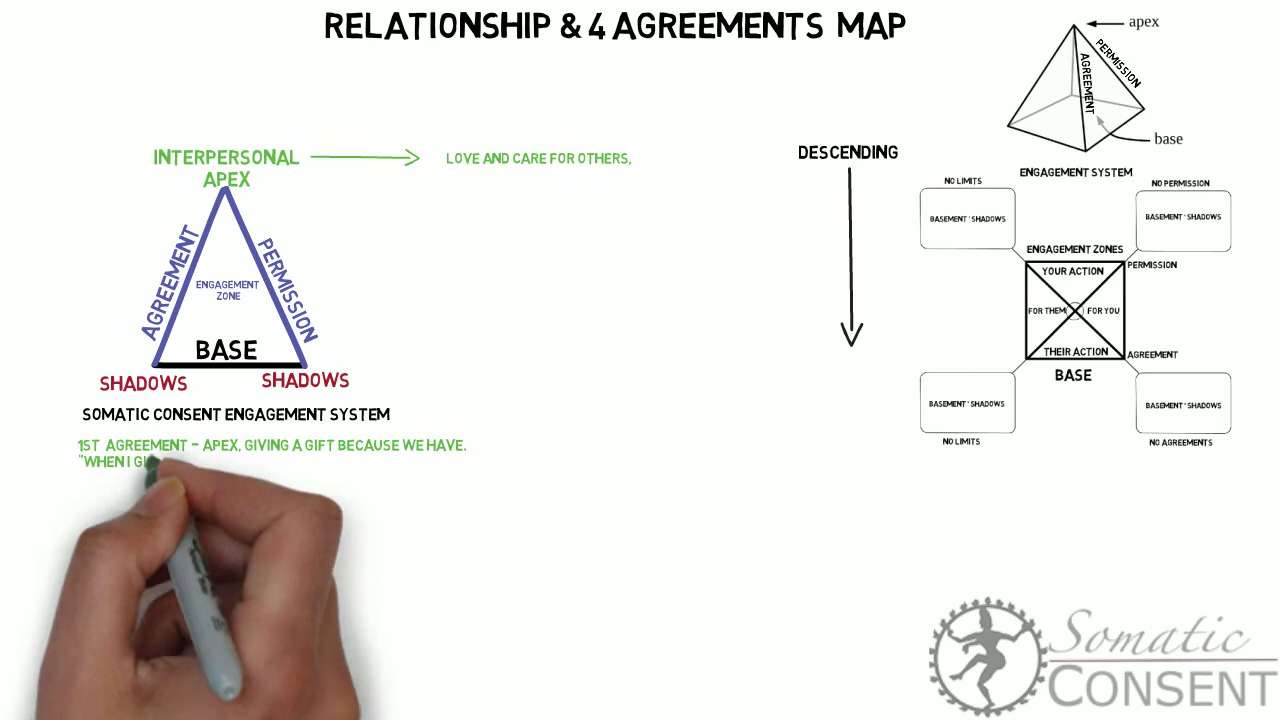 RELATIONSHIP & 4 AGREEMENTS MAP
apex
PERMISSION
AGREEMENT
base
INTERPERSONAL
APEX
LOVE AND CARE FOR OTHERS,
DESCENDING
AGREEMENT
PERMISSION
ENGAGEMENT
ZONE
BASE
SHADOWS
SHADOWS
SOMATIC CONSENT ENGAGEMENT SYSTEM
1ST AGREEMENT - APEX, GIVING A GIFT BECAUSE WE HAVE.
"WHEN I
ENGAGEMENT SYSTEM
NO LIMITS
NO PERMISSION
BASEMENT "SHADOWS
BASEMENT "SHADOWS
ENGAGEMENT ZONES
PERMISSION
YOUR ACTION
FOR THEM
FOR YOU
THEIR ACTION
AGREEMENT
BASE
BASEMENT "SHADOWS
BASEMENT "SHADOWS
NO LIMITS
NO AGREEMENTS
Somatic
CONSENT